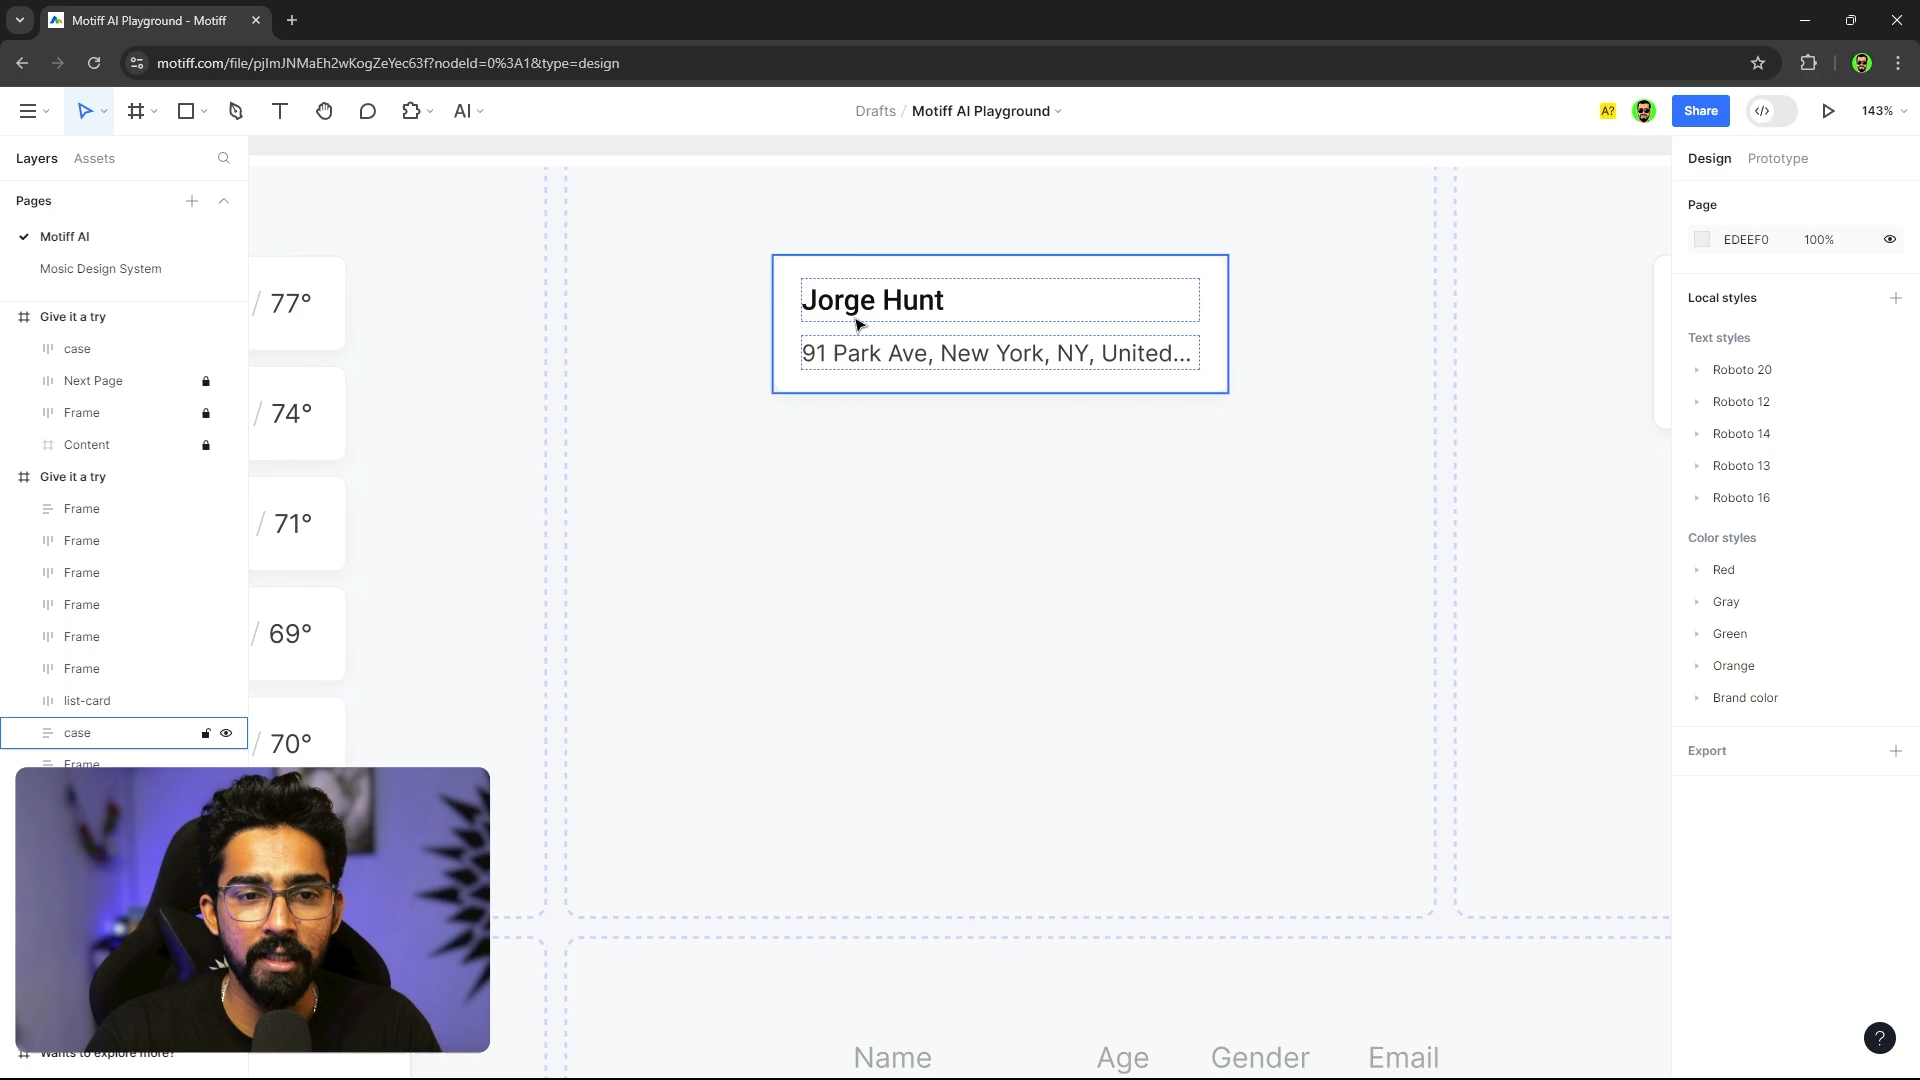 Motiff AI Playground - Motiff
motiff.com/file/pjImJNMaEh2wKogZeYec63f?nodeId=0%3A1&type=design
AI
Drafts / Motiff AI Playground
A?
Share
</>
143%
Layers
Assets
Pages
Motiff AI
Mosic Design System
Give it a try
case
Next Page
Frame
Content
Give it a try
Frame
Frame
Frame
Frame
Frame
Frame
list-card
case
Frame
Wants to explore more?
/ 77°
/ 74°
/ 71°
/ 69°
/ 70°
Jorge Hunt
91 Park Ave, New York, NY, United...
Name
Age
Gender
Email
Design
Prototype
Page
EDEEF0
100%
Local styles
Text styles
Roboto 20
Roboto 12
Roboto 14
Roboto 13
Roboto 16
Color styles
Red
Gray
Green
Orange
Brand color
Export
?